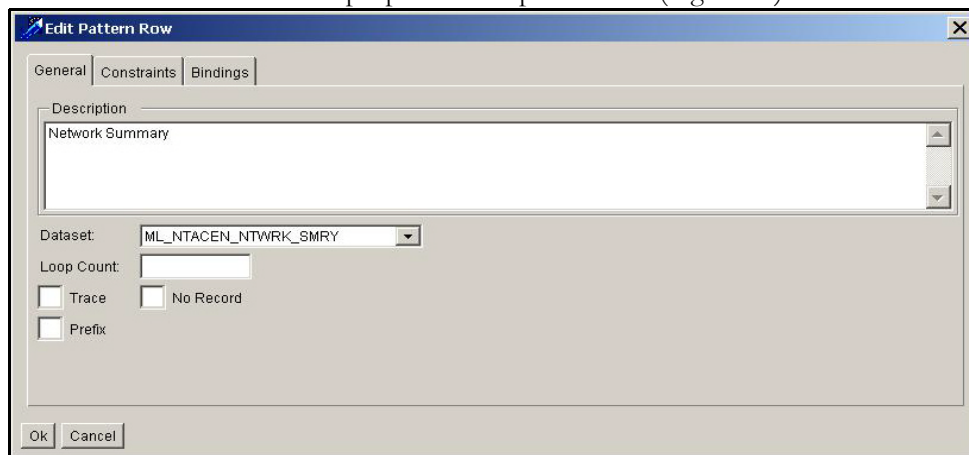 Edit Pattern Row
General Constraints Bindings
Description
Network Summary
Dataset: ML_NTACEN_NTWRK_SMRY
Loop Count:
Trace No Record
Prefix
Ok Cancel